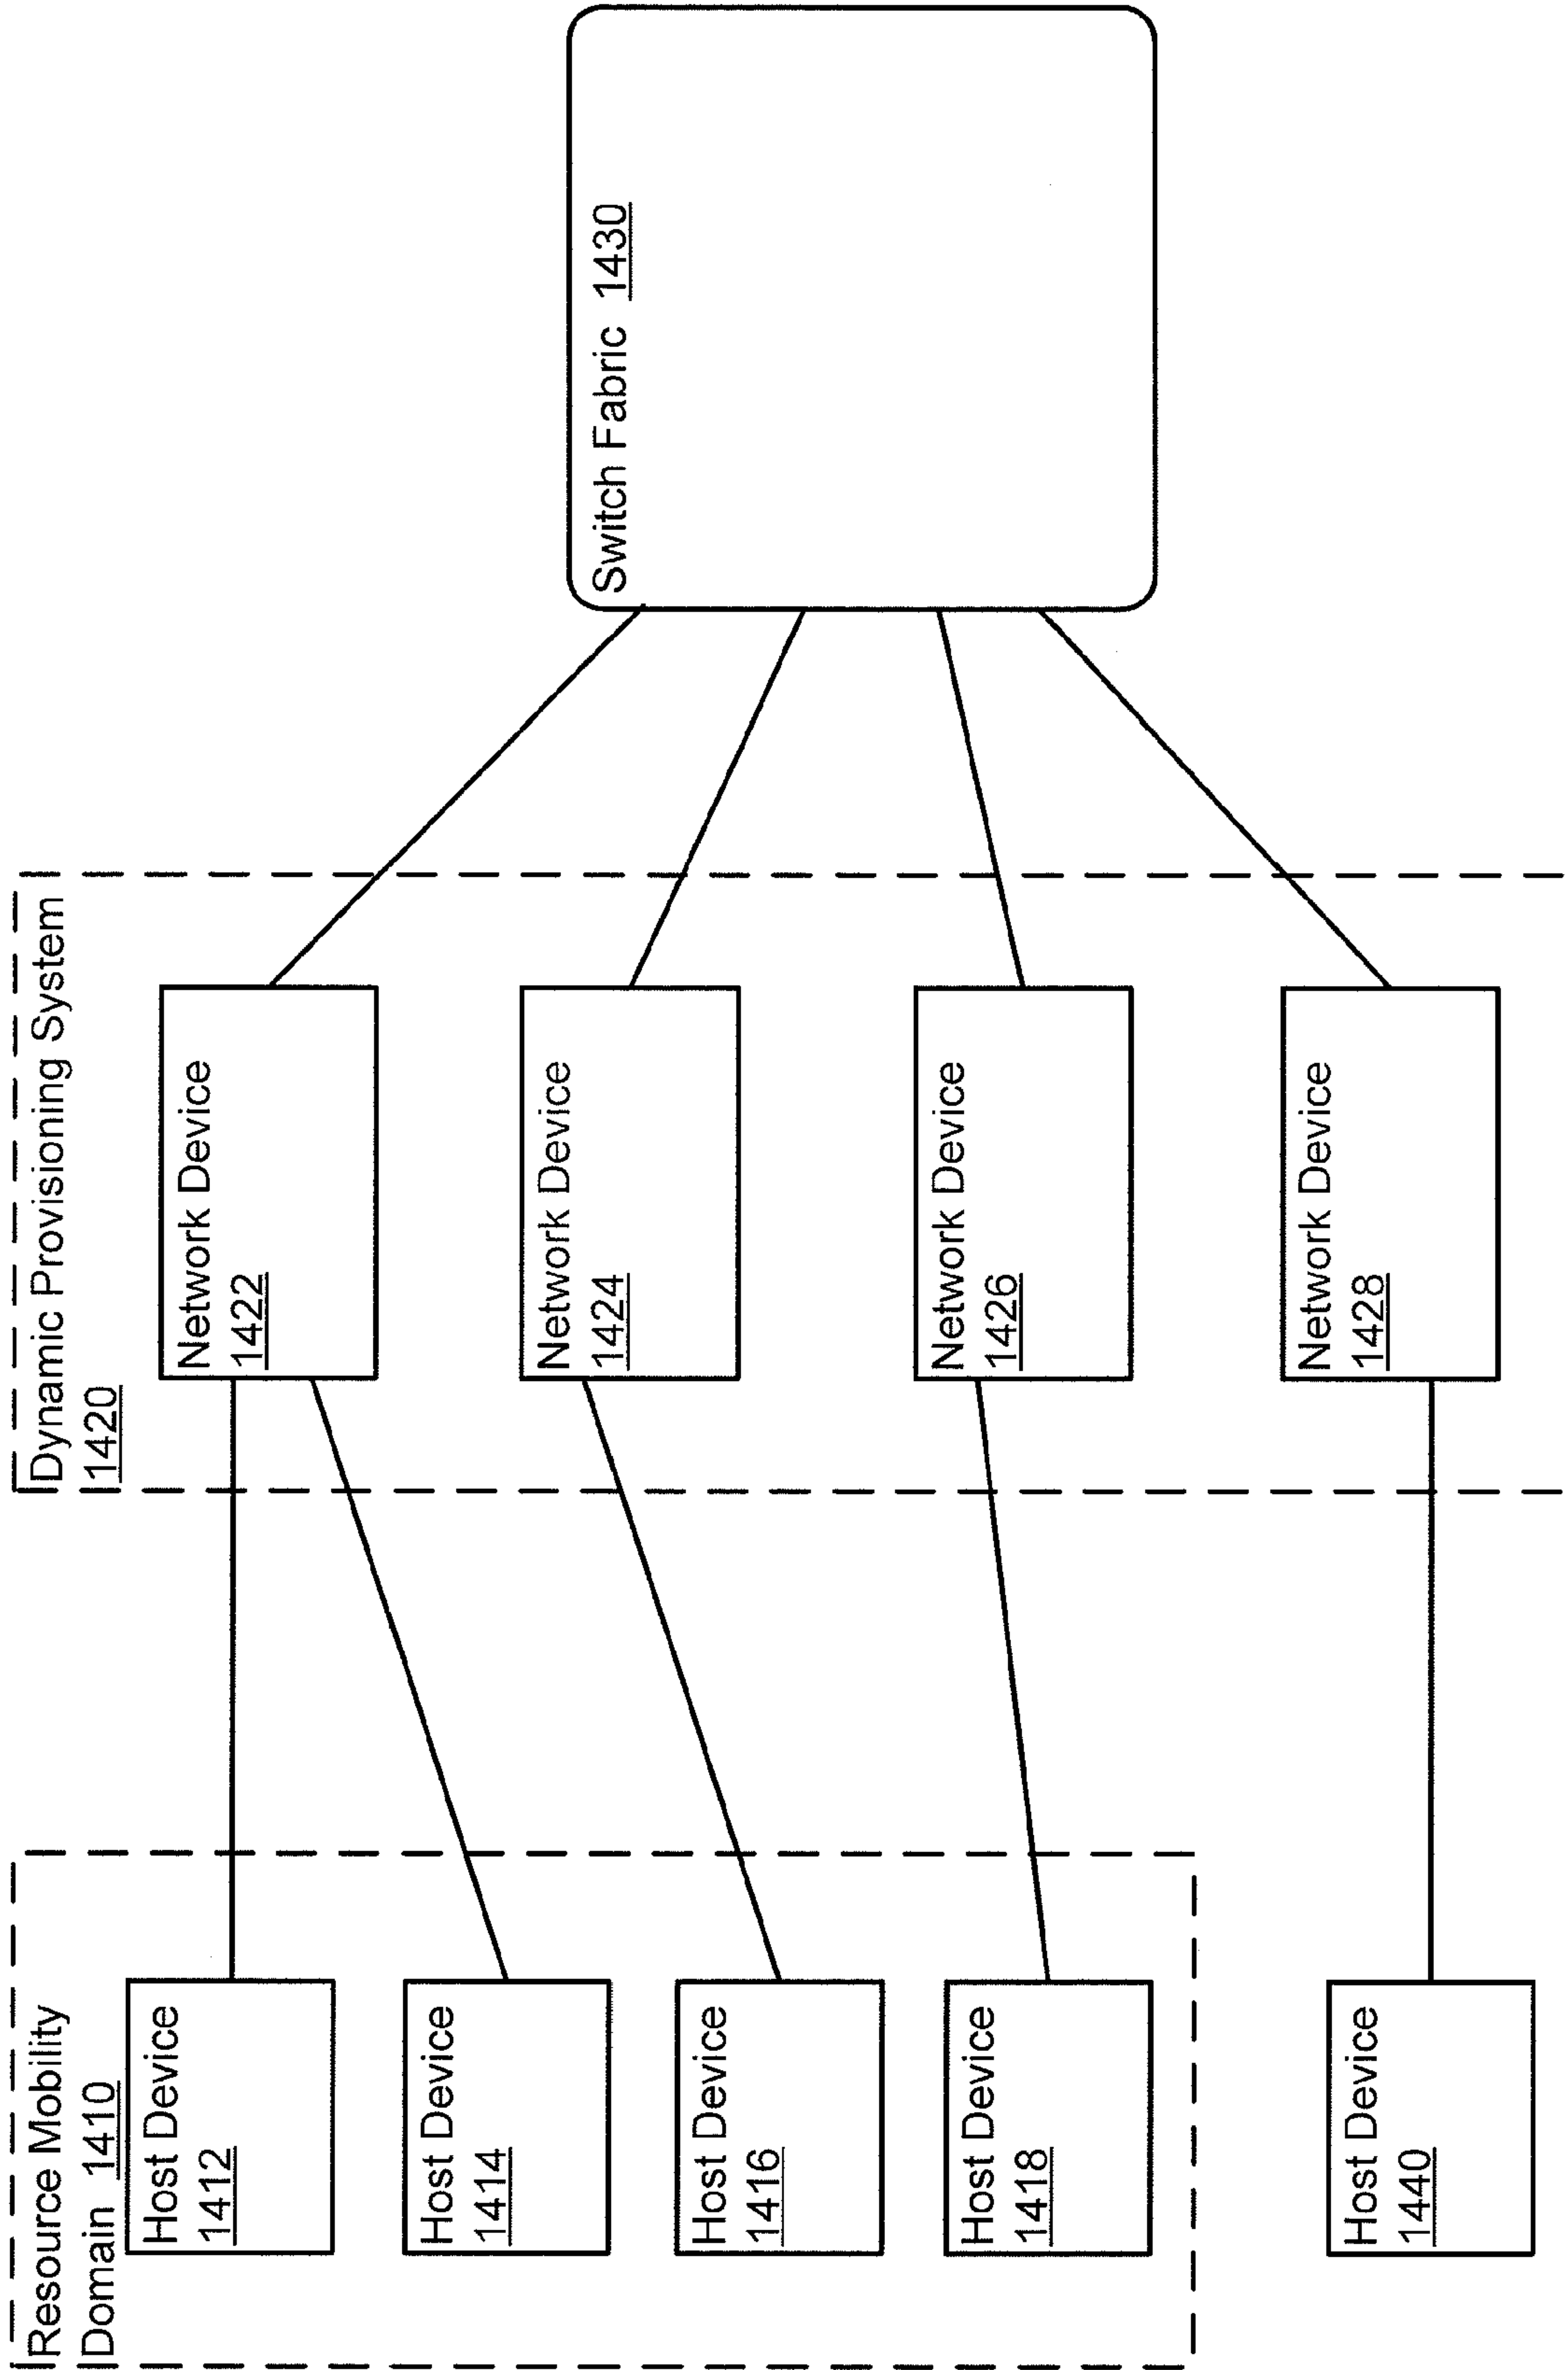 Resource Mobility
Domain 1410
Host Device
1412
Host Device
1414
Host Device
1416
Host Device
1418
Host Device
1440
Dynamic Provisioning System
1420
Network Device
1422
Network Device
1424
Network Device
1426
Network Device
1428
Switch Fabric 1430